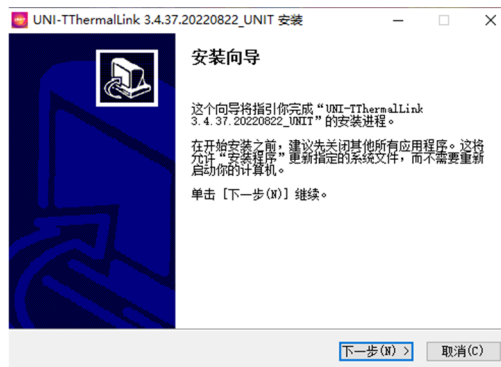 UNI-TThermalLink 3.4.37.20220822_UNIT 安装
安装向导
这个向导将指引你完成“UNI-TThermalLink
3.4.37.20220822_UNIT”的安装进程。
在开始安装之前，建议先关闭其他所有应用程序。这将
允许“安装程序”更新指定的系统文件，而不需要重新
启动你的计算机。
单击 [下一步(N)] 继续。
下一步(N) >
取消(C)